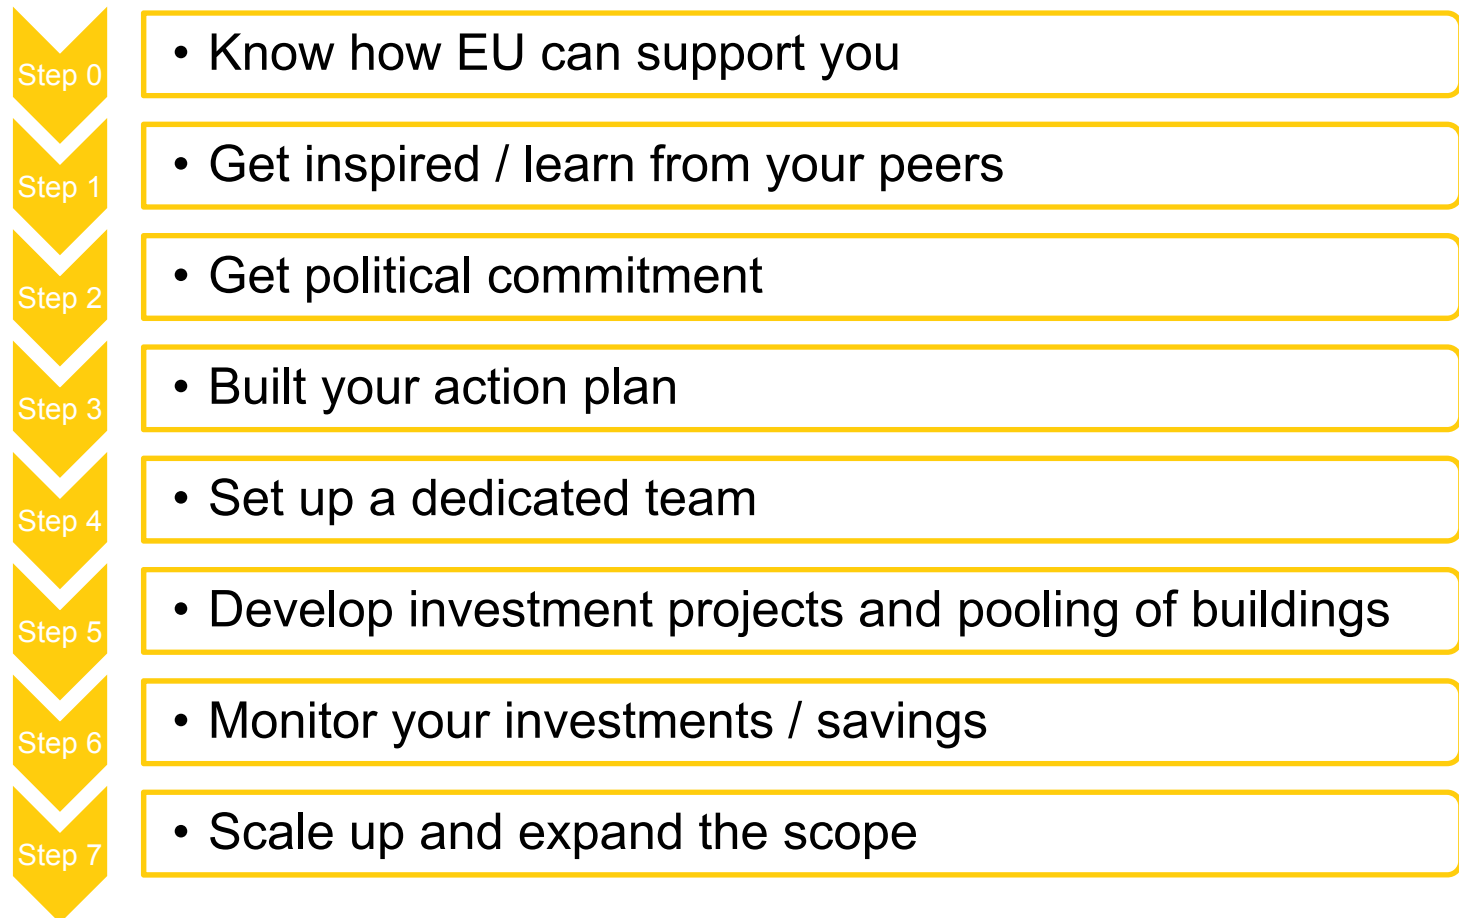 Step 0
• Know how EU can support you
Step 1
• Get inspired / learn from your peers
Step 2
• Get political commitment
Step 3
• Built your action plan
Step 4
• Set up a dedicated team
Step 5
• Develop investment projects and pooling of buildings
Step 6
• Monitor your investments / savings
Step 7
• Scale up and expand the scope